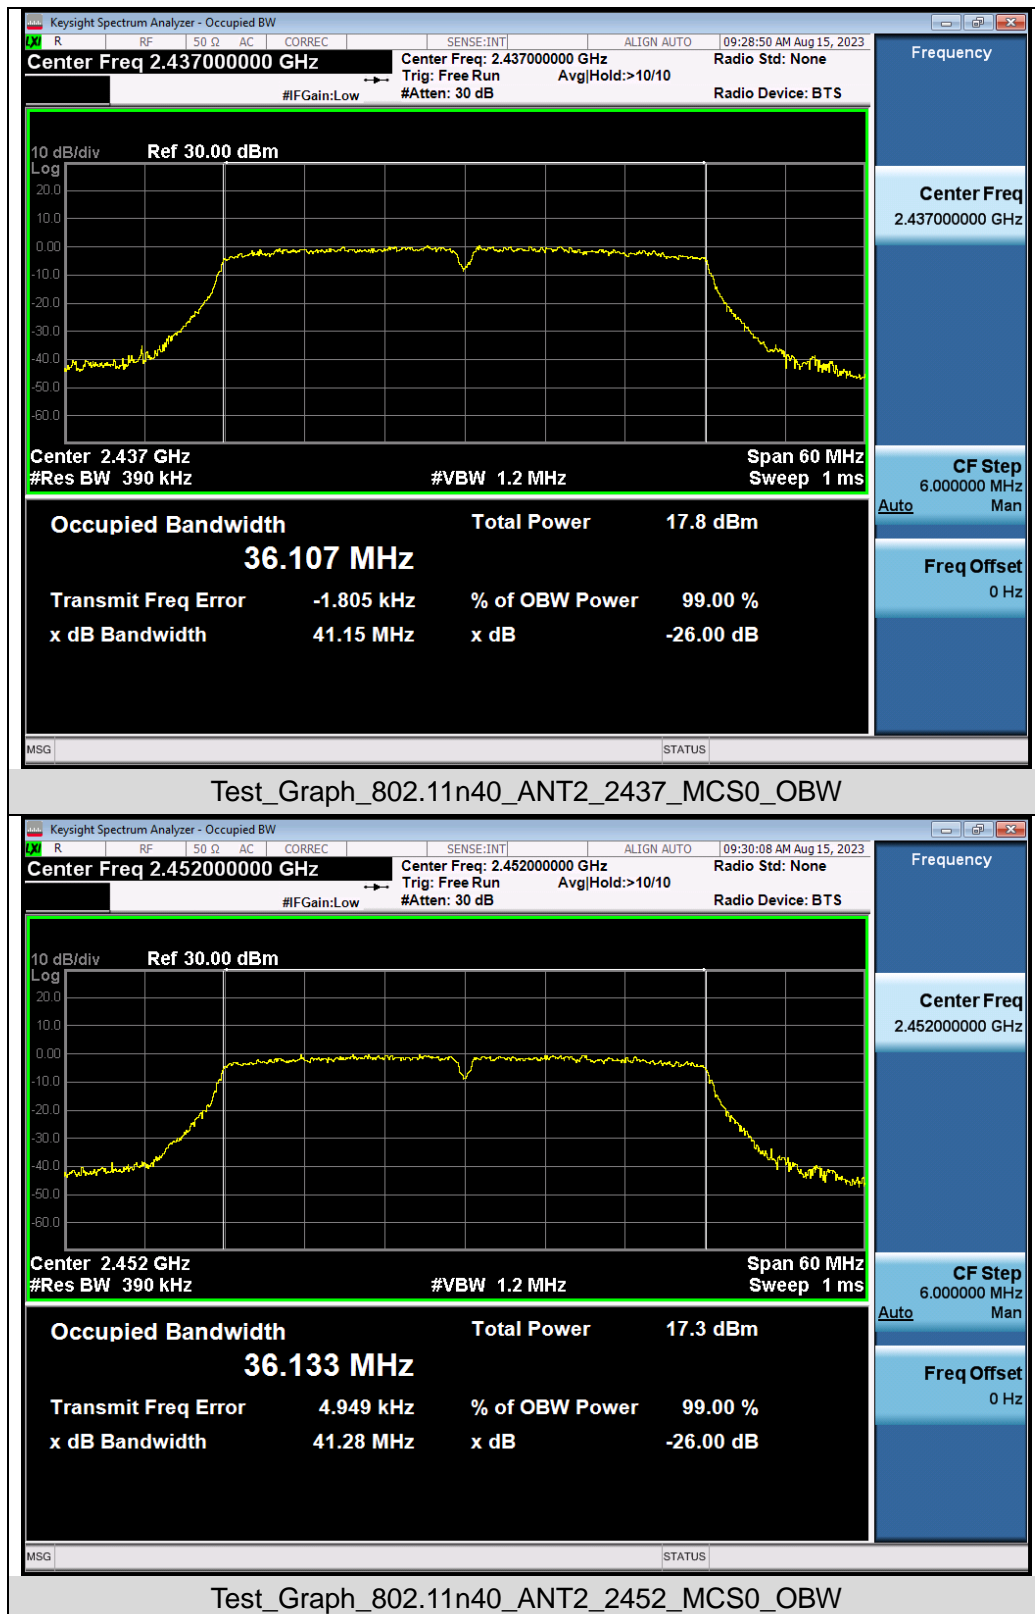 Keysight Spectrum Analyzer - Occupied BW
LXI R RF 50 Ω AC CORREC SENSE:INT ALIGN AUTO 09:28:50 AM Aug 15, 2023
Center Freq 2.437000000 GHz
Center Freq: 2.437000000 GHz
Radio Std: None
Trig: Free Run Avg|Hold:>10/10
#IFGain:Low
#Atten: 30 dB
Radio Device: BTS
Frequency
10 dB/div Ref 30.00 dBm
Log
20.0
10.0
0.00
-10.0
-20.0
-30.0
-40.0
-50.0
-60.0
Center Freq
2.437000000 GHz
Center 2.437 GHz Span 60 MHz
#Res BW 390 kHz #VBW 1.2 MHz Sweep 1 ms
CF Step
6.000000 MHz
Auto Man
Occupied Bandwidth Total Power 17.8 dBm
36.107 MHz
Freq Offset
0 Hz
Transmit Freq Error -1.805 kHz % of OBW Power 99.00 %
x dB Bandwidth 41.15 MHz x dB -26.00 dB
MSG STATUS
Test_Graph_802.11n40_ANT2_2437_MCS0_OBW
Keysight Spectrum Analyzer - Occupied BW
LXI R RF 50 Ω AC CORREC SENSE:INT ALIGN AUTO 09:30:08 AM Aug 15, 2023
Center Freq 2.452000000 GHz
Center Freq: 2.452000000 GHz
Radio Std: None
Trig: Free Run Avg|Hold:>10/10
#IFGain:Low
#Atten: 30 dB
Radio Device: BTS
Frequency
10 dB/div Ref 30.00 dBm
Log
20.0
10.0
0.00
-10.0
-20.0
-30.0
-40.0
-50.0
-60.0
Center Freq
2.452000000 GHz
Center 2.452 GHz Span 60 MHz
#Res BW 390 kHz #VBW 1.2 MHz Sweep 1 ms
CF Step
6.000000 MHz
Auto Man
Occupied Bandwidth Total Power 17.3 dBm
36.133 MHz
Freq Offset
0 Hz
Transmit Freq Error 4.949 kHz % of OBW Power 99.00 %
x dB Bandwidth 41.28 MHz x dB -26.00 dB
MSG STATUS
Test_Graph_802.11n40_ANT2_2452_MCS0_OBW